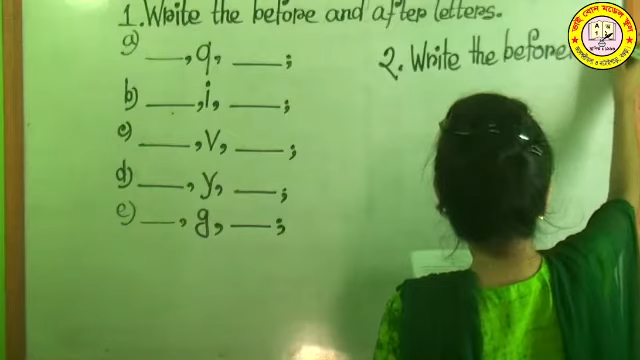 1. Write the before and after letters.
a) ___, q, ___;
b) ___, i, ___;
c) ___, v, ___;
d) ___, y, ___;
e) ___, g, ___;
2. Write the before